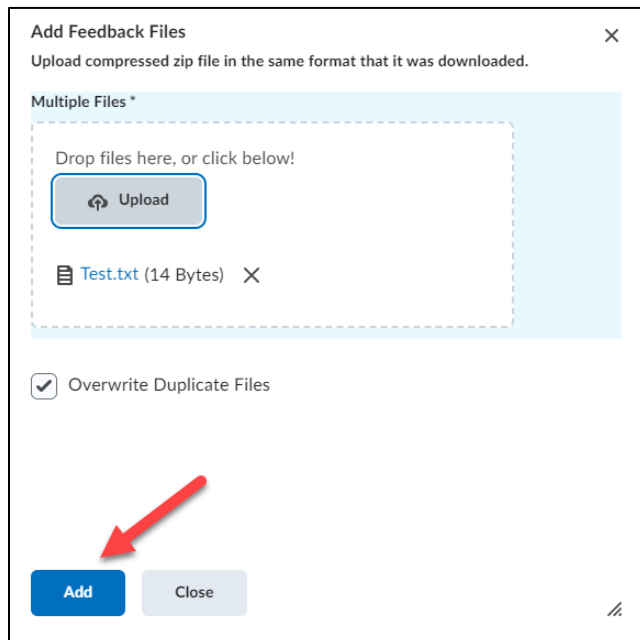 Add Feedback Files
Upload compressed zip file in the same format that it was downloaded.
Multiple Files *
Drop files here, or click below!
Upload
Test.txt (14 Bytes)
Overwrite Duplicate Files
Add Close